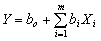 Y = b_o + \sum_{i=1}^{m} b_i X_i